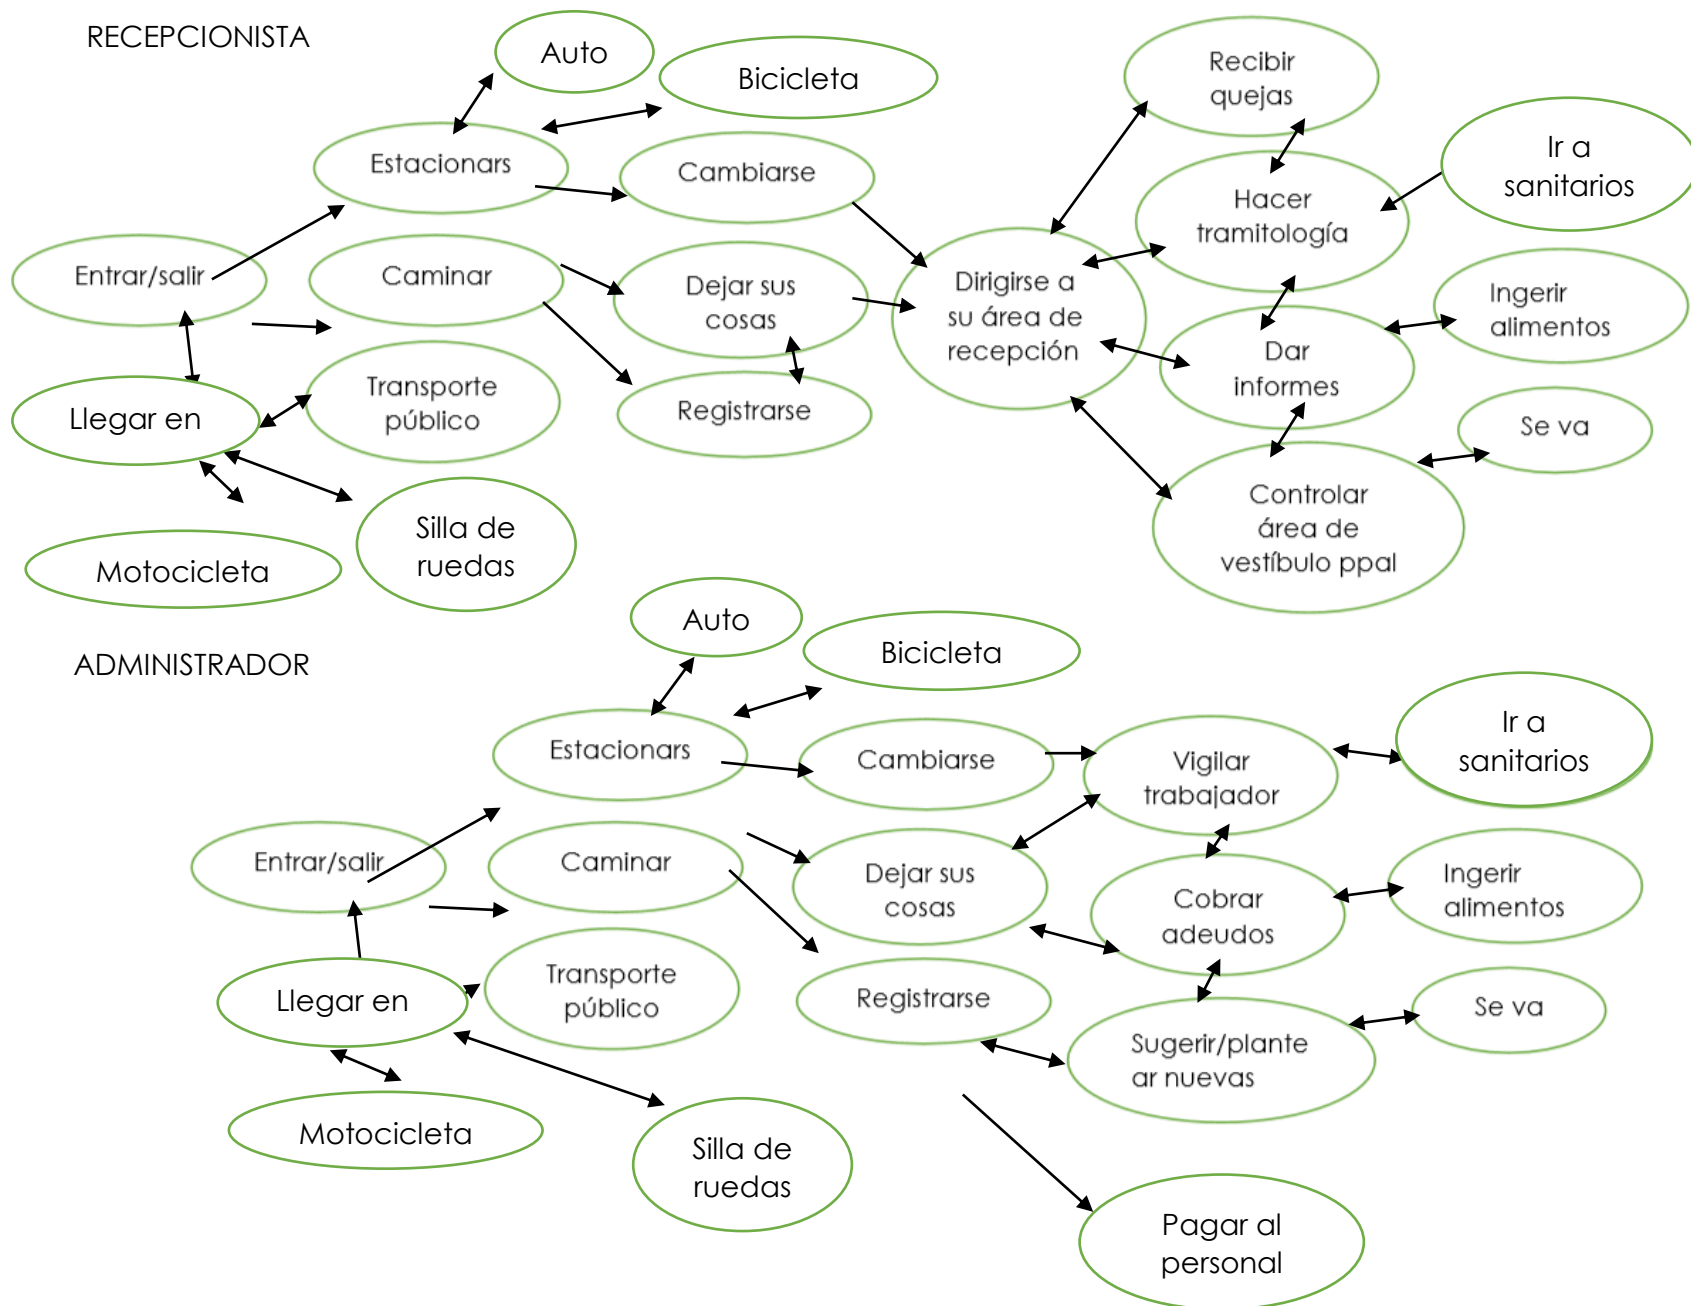 RECEPCIONISTA
Auto
Bicicleta
Recibir
quejas
Estacionars
Cambiarse
Ir a
sanitarios
Hacer
tramitología
Entrar/salir
Caminar
Dejar sus
cosas
Dirigirse a
su área de
recepción
Ingerir
alimentos
Dar
informes
Llegar en
Transporte
público
Registrarse
Se va
Controlar
área de
vestíbulo ppal
Silla de
ruedas
Motocicleta
ADMINISTRADOR
Auto
Bicicleta
Estacionars
Cambiarse
Vigilar
trabajador
Ir a
sanitarios
Entrar/salir
Caminar
Dejar sus
cosas
Cobrar
adeudos
Ingerir
alimentos
Llegar en
Transporte
público
Registrarse
Sugerir/plante
ar nuevas
Se va
Motocicleta
Silla de
ruedas
Pagar al
personal